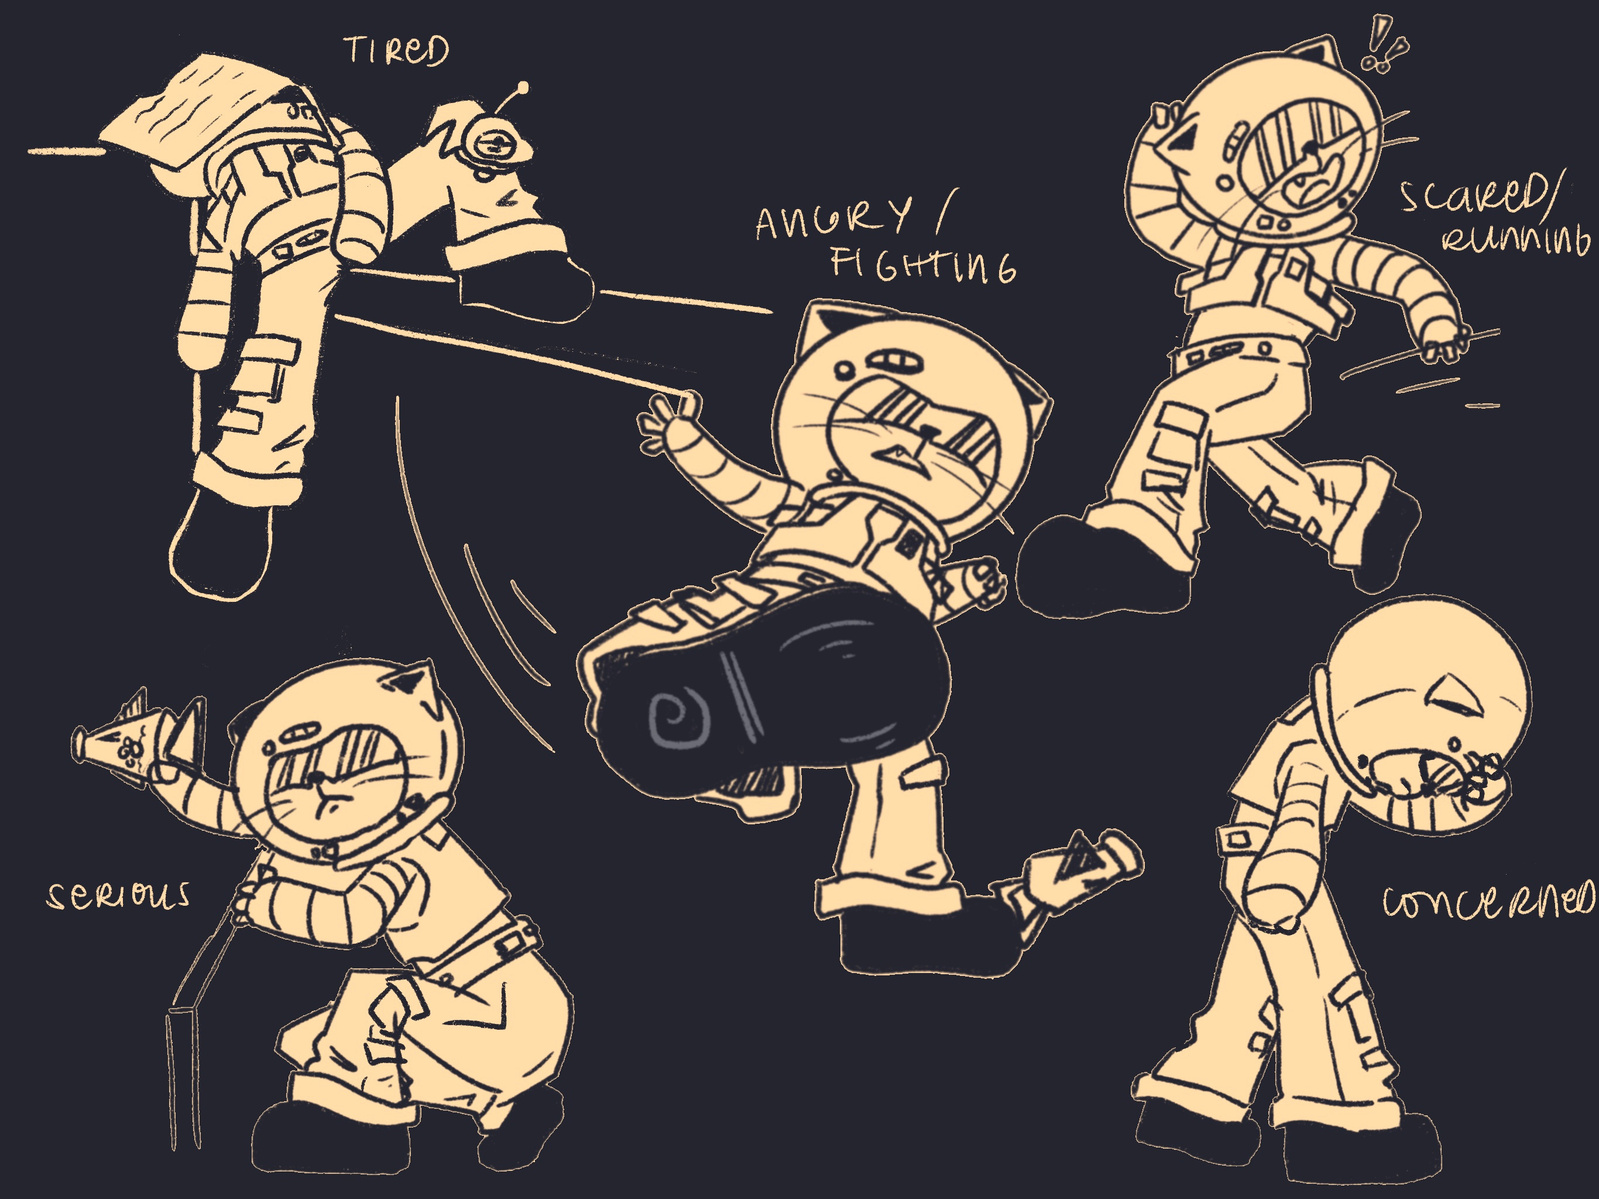 TIRED
ANGRY /
FIGHTING
!!
SCARED/
RUNNING
SERIOUS
CONCERNED